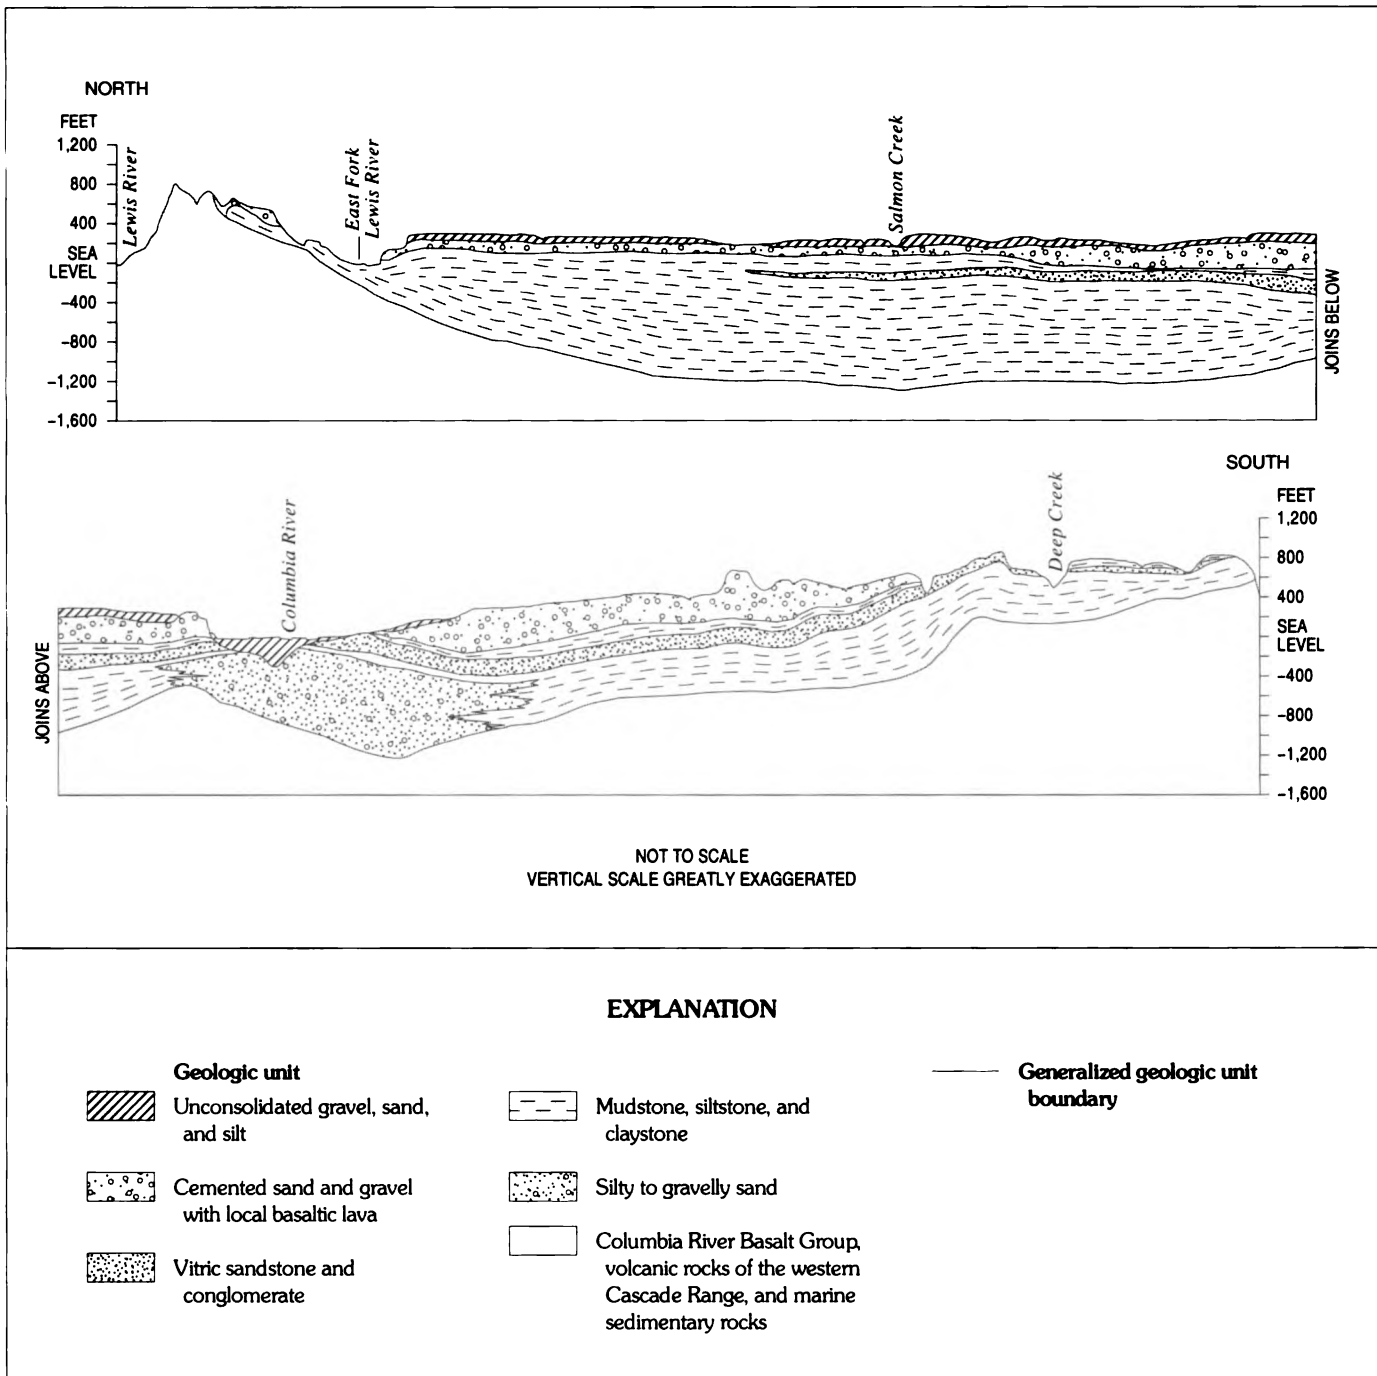 NORTH
FEET
1,200
800
400
SEA
LEVEL
-400
-800
-1,200
-1,600
Lewis River
East Fork
Lewis River
Salmon Creek
JOINS BELOW
SOUTH
FEET
1,200
800
400
SEA
LEVEL
-400
-800
-1,200
-1,600
JOINS ABOVE
Columbia River
Deep Creek
NOT TO SCALE
VERTICAL SCALE GREATLY EXAGGERATED
EXPLANATION
Geologic unit
Unconsolidated gravel, sand,
and silt
Cemented sand and gravel
with local basaltic lava
Vitric sandstone and
conglomerate
Mudstone, siltstone, and
claystone
Silty to gravelly sand
Columbia River Basalt Group,
volcanic rocks of the western
Cascade Range, and marine
sedimentary rocks
Generalized geologic unit
boundary